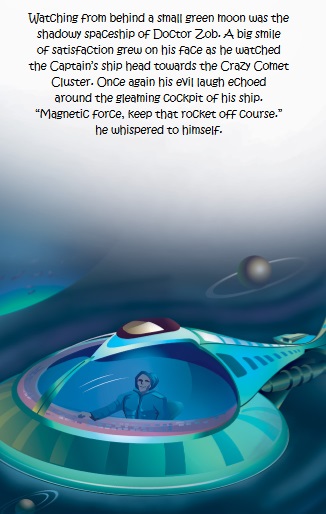 Watching from behind a small green moon was the
shadowy spaceship of Doctor Zob. A big smile
of satisfaction grew on his face as he watched
the Captain's ship head towards the Crazy Comet
Cluster. Once again his evil laugh echoed
around the gleaming cockpit of his ship.
"Magnetic force, keep that rocket off course."
he whispered to himself.